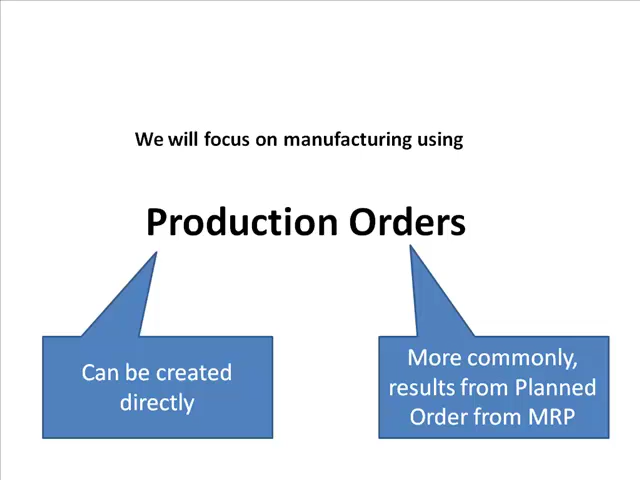 We will focus on manufacturing using
Production Orders
Can be created
directly
More commonly,
results from Planned
Order from MRP